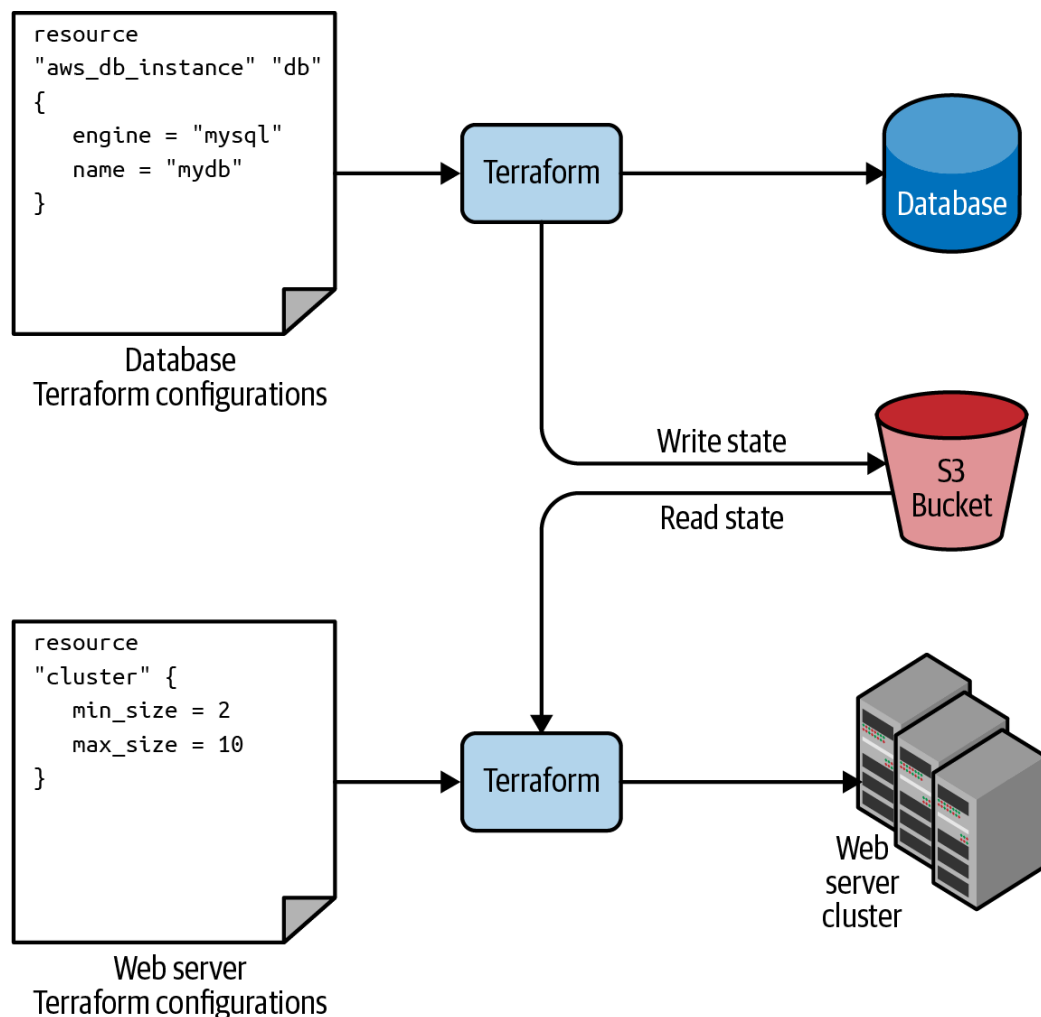 resource
"aws_db_instance" "db"
{
   engine = "mysql"
   name = "mydb"
}
Database
Terraform configurations
Terraform
Database
Write state
Read state
S3
Bucket
resource
"cluster" {
   min_size = 2
   max_size = 10
}
Web server
Terraform configurations
Terraform
Web
server
cluster